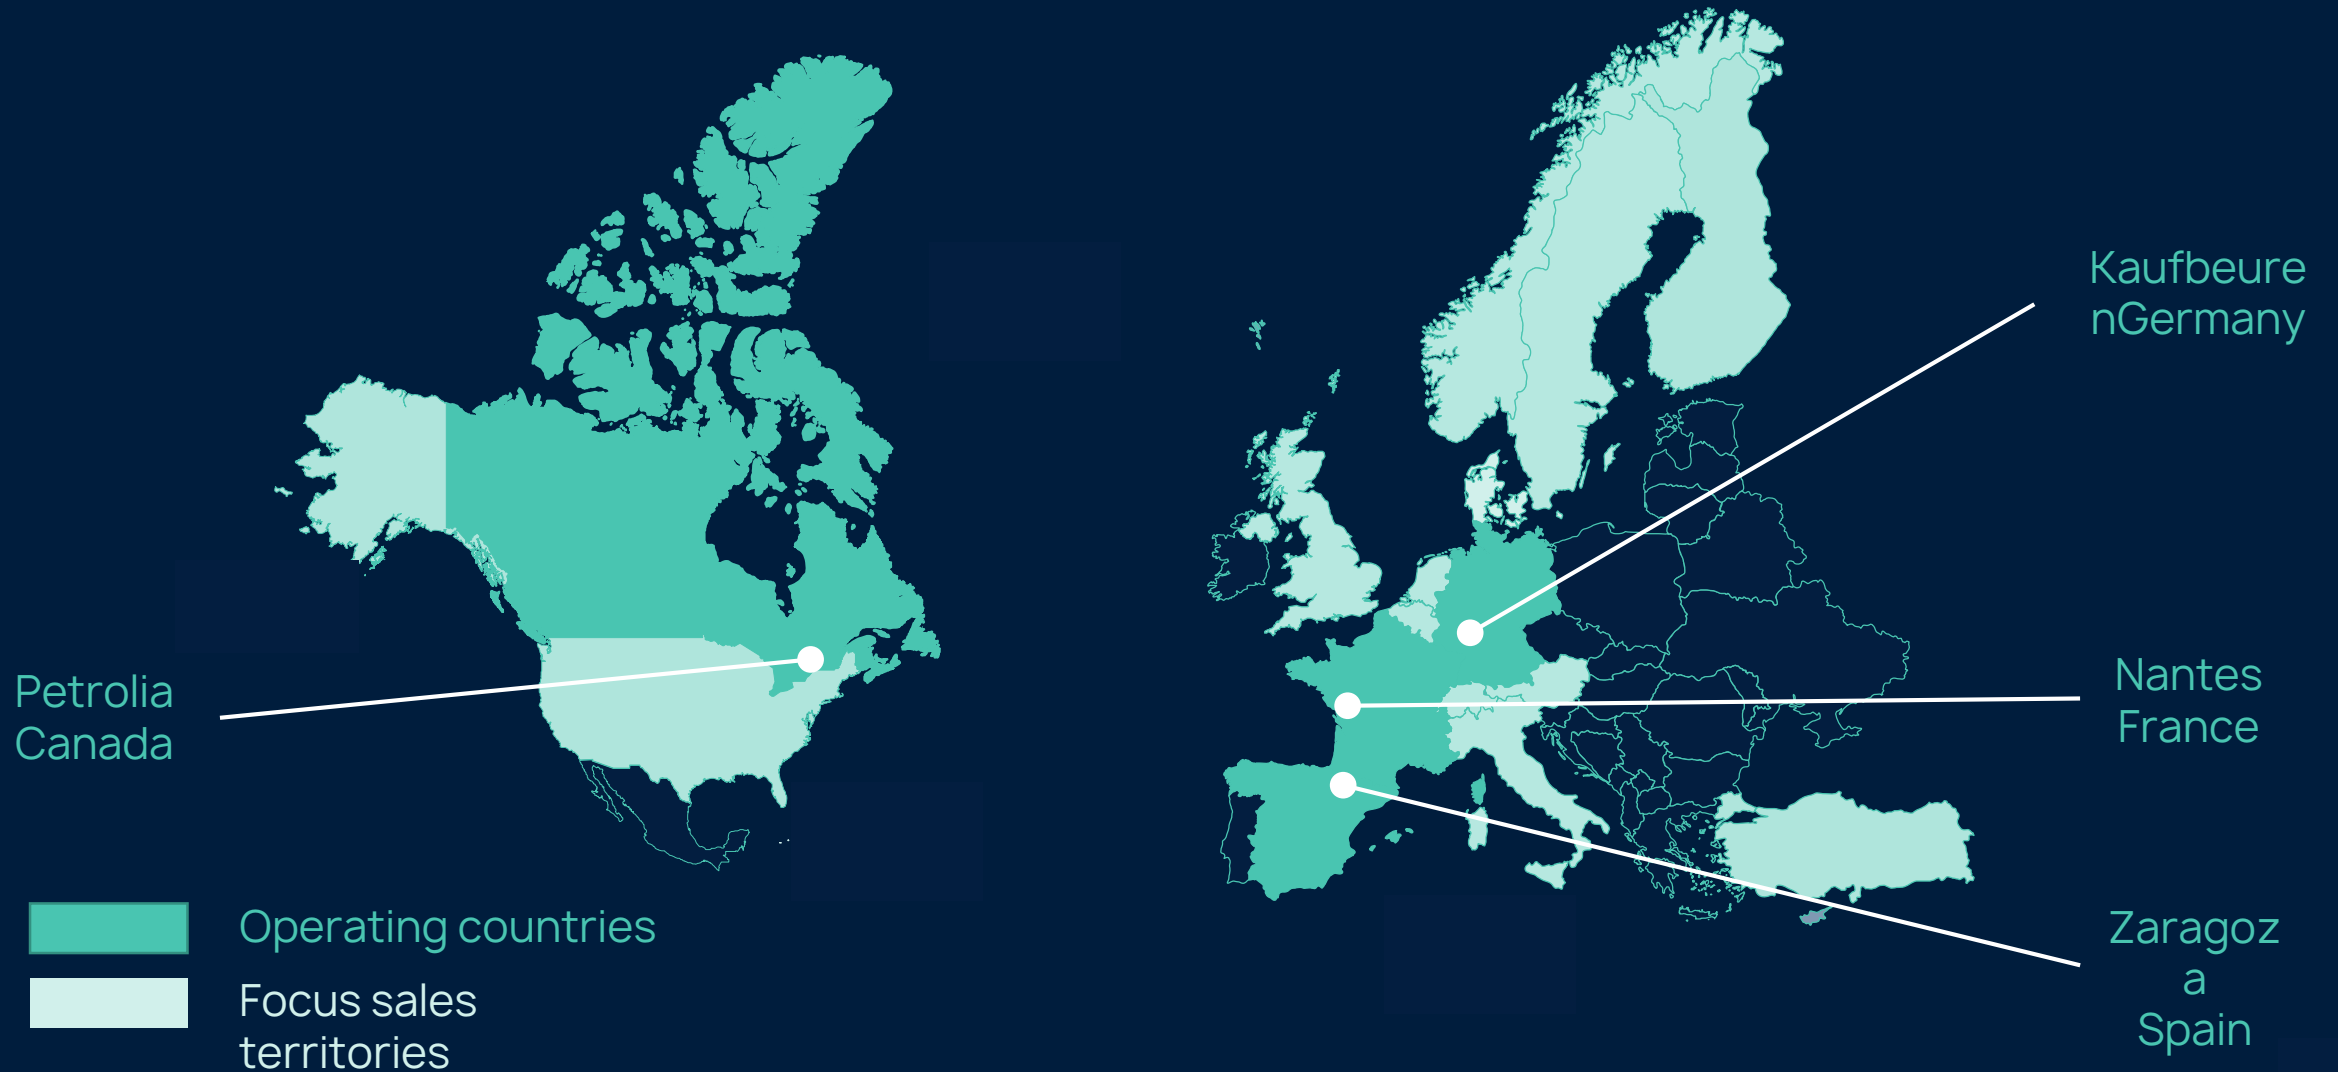 Kaufbeure
nGermany
Petrolia
Canada
Nantes
France
Zaragoz
a
Spain
Operating countries
Focus sales
territories